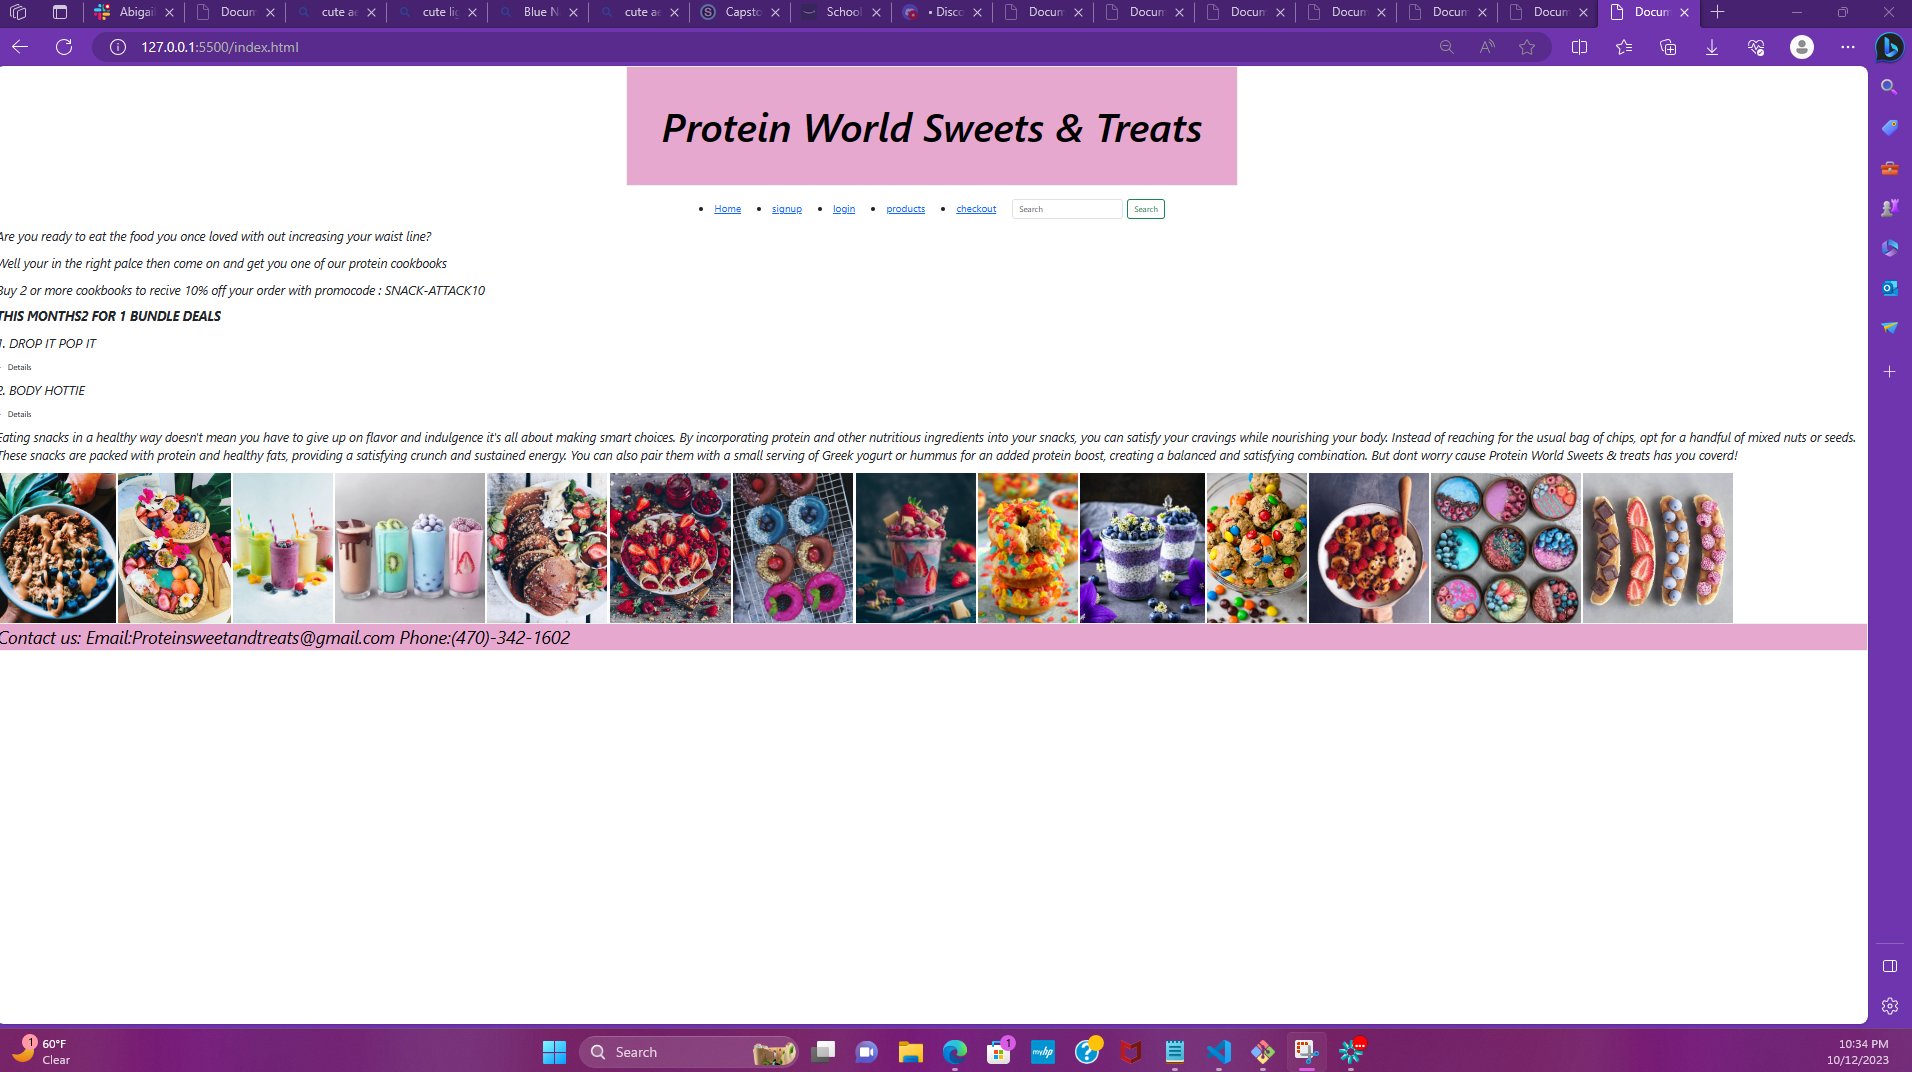 Abigail
Docum
cute ae
cute lig
Blue N
cute ae
Capsto
School
• Disco
Docum
Docum
Docum
Docum
Docum
Docum
Docum
127.0.0.1:5500/index.html
Protein World Sweets & Treats
Home
signup
login
products
checkout
Search
Search
Are you ready to eat the food you once loved with out increasing your waist line?
Well your in the right palce then come on and get you one of our protein cookbooks
Buy 2 or more cookbooks to recive 10% off your order with promocode : SNACK-ATTACK10
THIS MONTHS2 FOR 1 BUNDLE DEALS
1. DROP IT POP IT
Details
2. BODY HOTTIE
Details
Eating snacks in a healthy way doesn't mean you have to give up on flavor and indulgence it's all about making smart choices. By incorporating protein and other nutritious ingredients into your snacks, you can satisfy your cravings while nourishing your body. Instead of reaching for the usual bag of chips, opt for a handful of mixed nuts or seeds.
These snacks are packed with protein and healthy fats, providing a satisfying crunch and sustained energy. You can also pair them with a small serving of Greek yogurt or hummus for an added protein boost, creating a balanced and satisfying combination. But dont worry cause Protein World Sweets & treats has you coverd!
Contact us: Email:Proteinsweetandtreats@gmail.com Phone:(470)-342-1602
1
60°F
Clear
Search
1
myhp
10:34 PM
10/12/2023